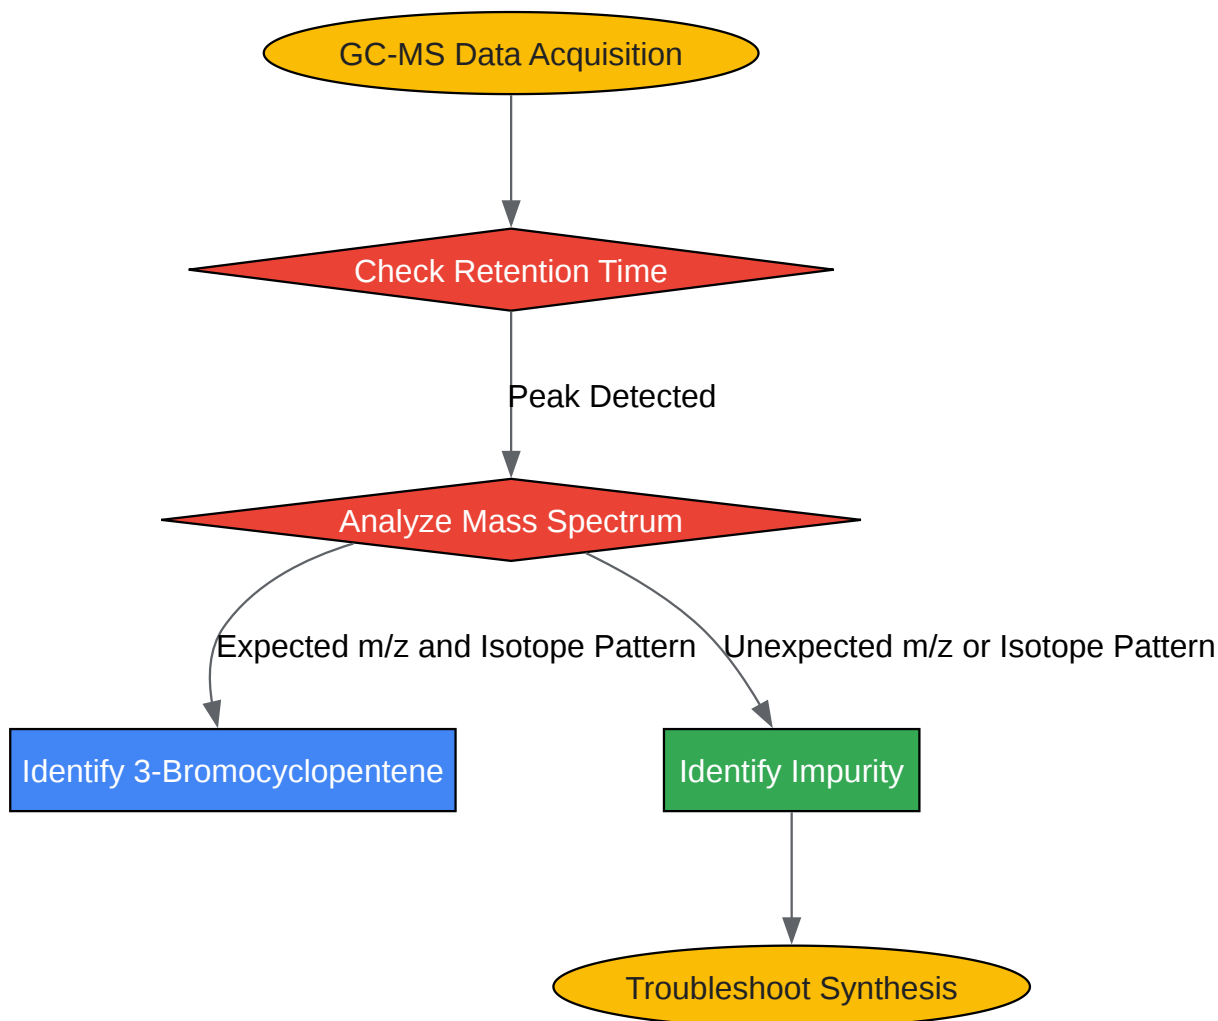 GC-MS Data Acquisition
Check Retention Time
Peak Detected
Analyze Mass Spectrum
Expected m/z and Isotope Pattern
Unexpected m/z or Isotope Pattern
Identify 3-Bromocyclopentene
Identify Impurity
Troubleshoot Synthesis